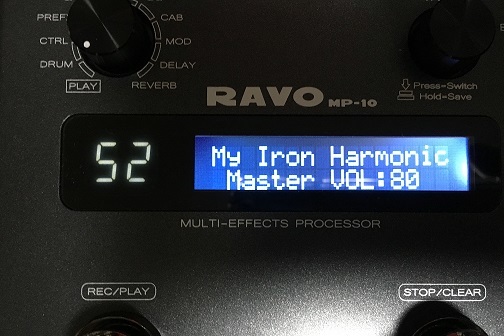 PREFX
CAB
CTRL
MOD
DRUM
DELAY
PLAY
REVERB
Press=Switch
Hold=Save
RAVO MP-10
52
My Iron Harmonic
Master VOL:80
MULTI-EFFECTS PROCESSOR
REC/PLAY
STOP/CLEAR